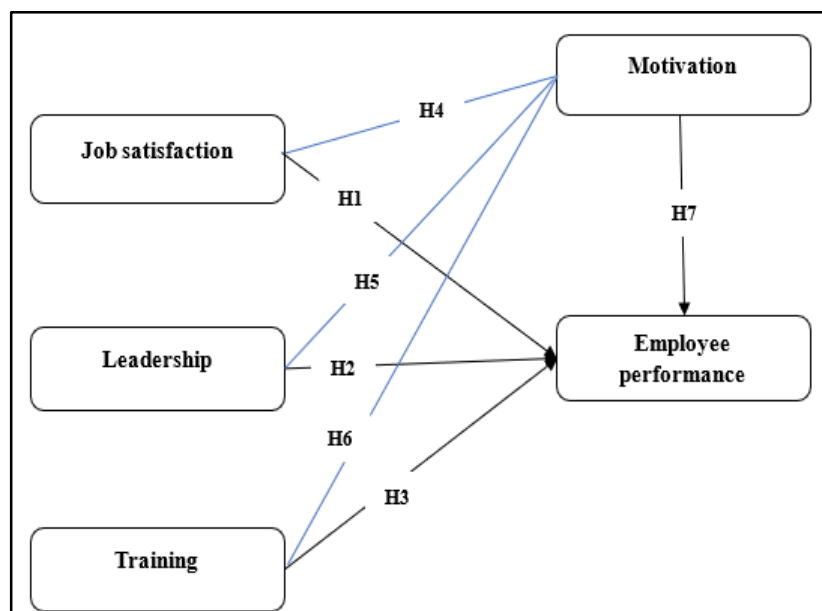 Motivation
H4
Job satisfaction
H1
H7
H5
Leadership
H2
Employee
performance
H6
H3
Training